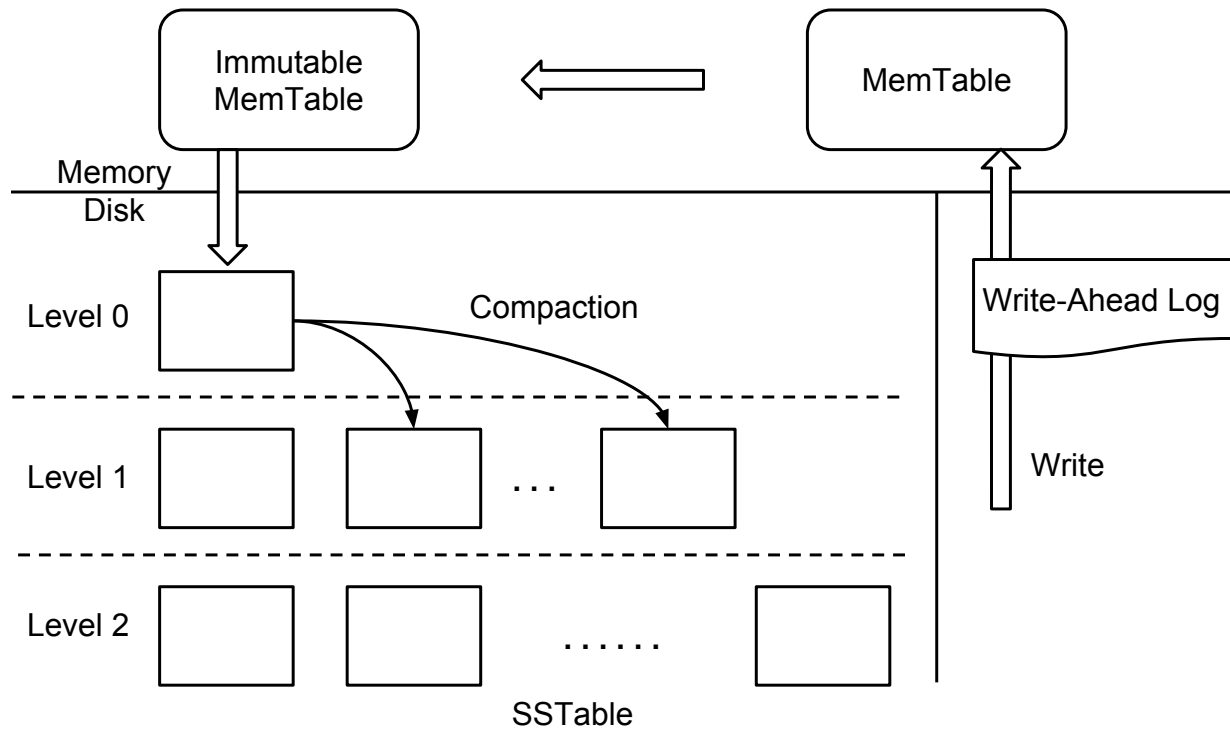 Immutable
MemTable
MemTable
Memory
Disk
Level 0
Compaction
Write-Ahead Log
Level 1
. . .
Write
Level 2
. . . . . .
SSTable